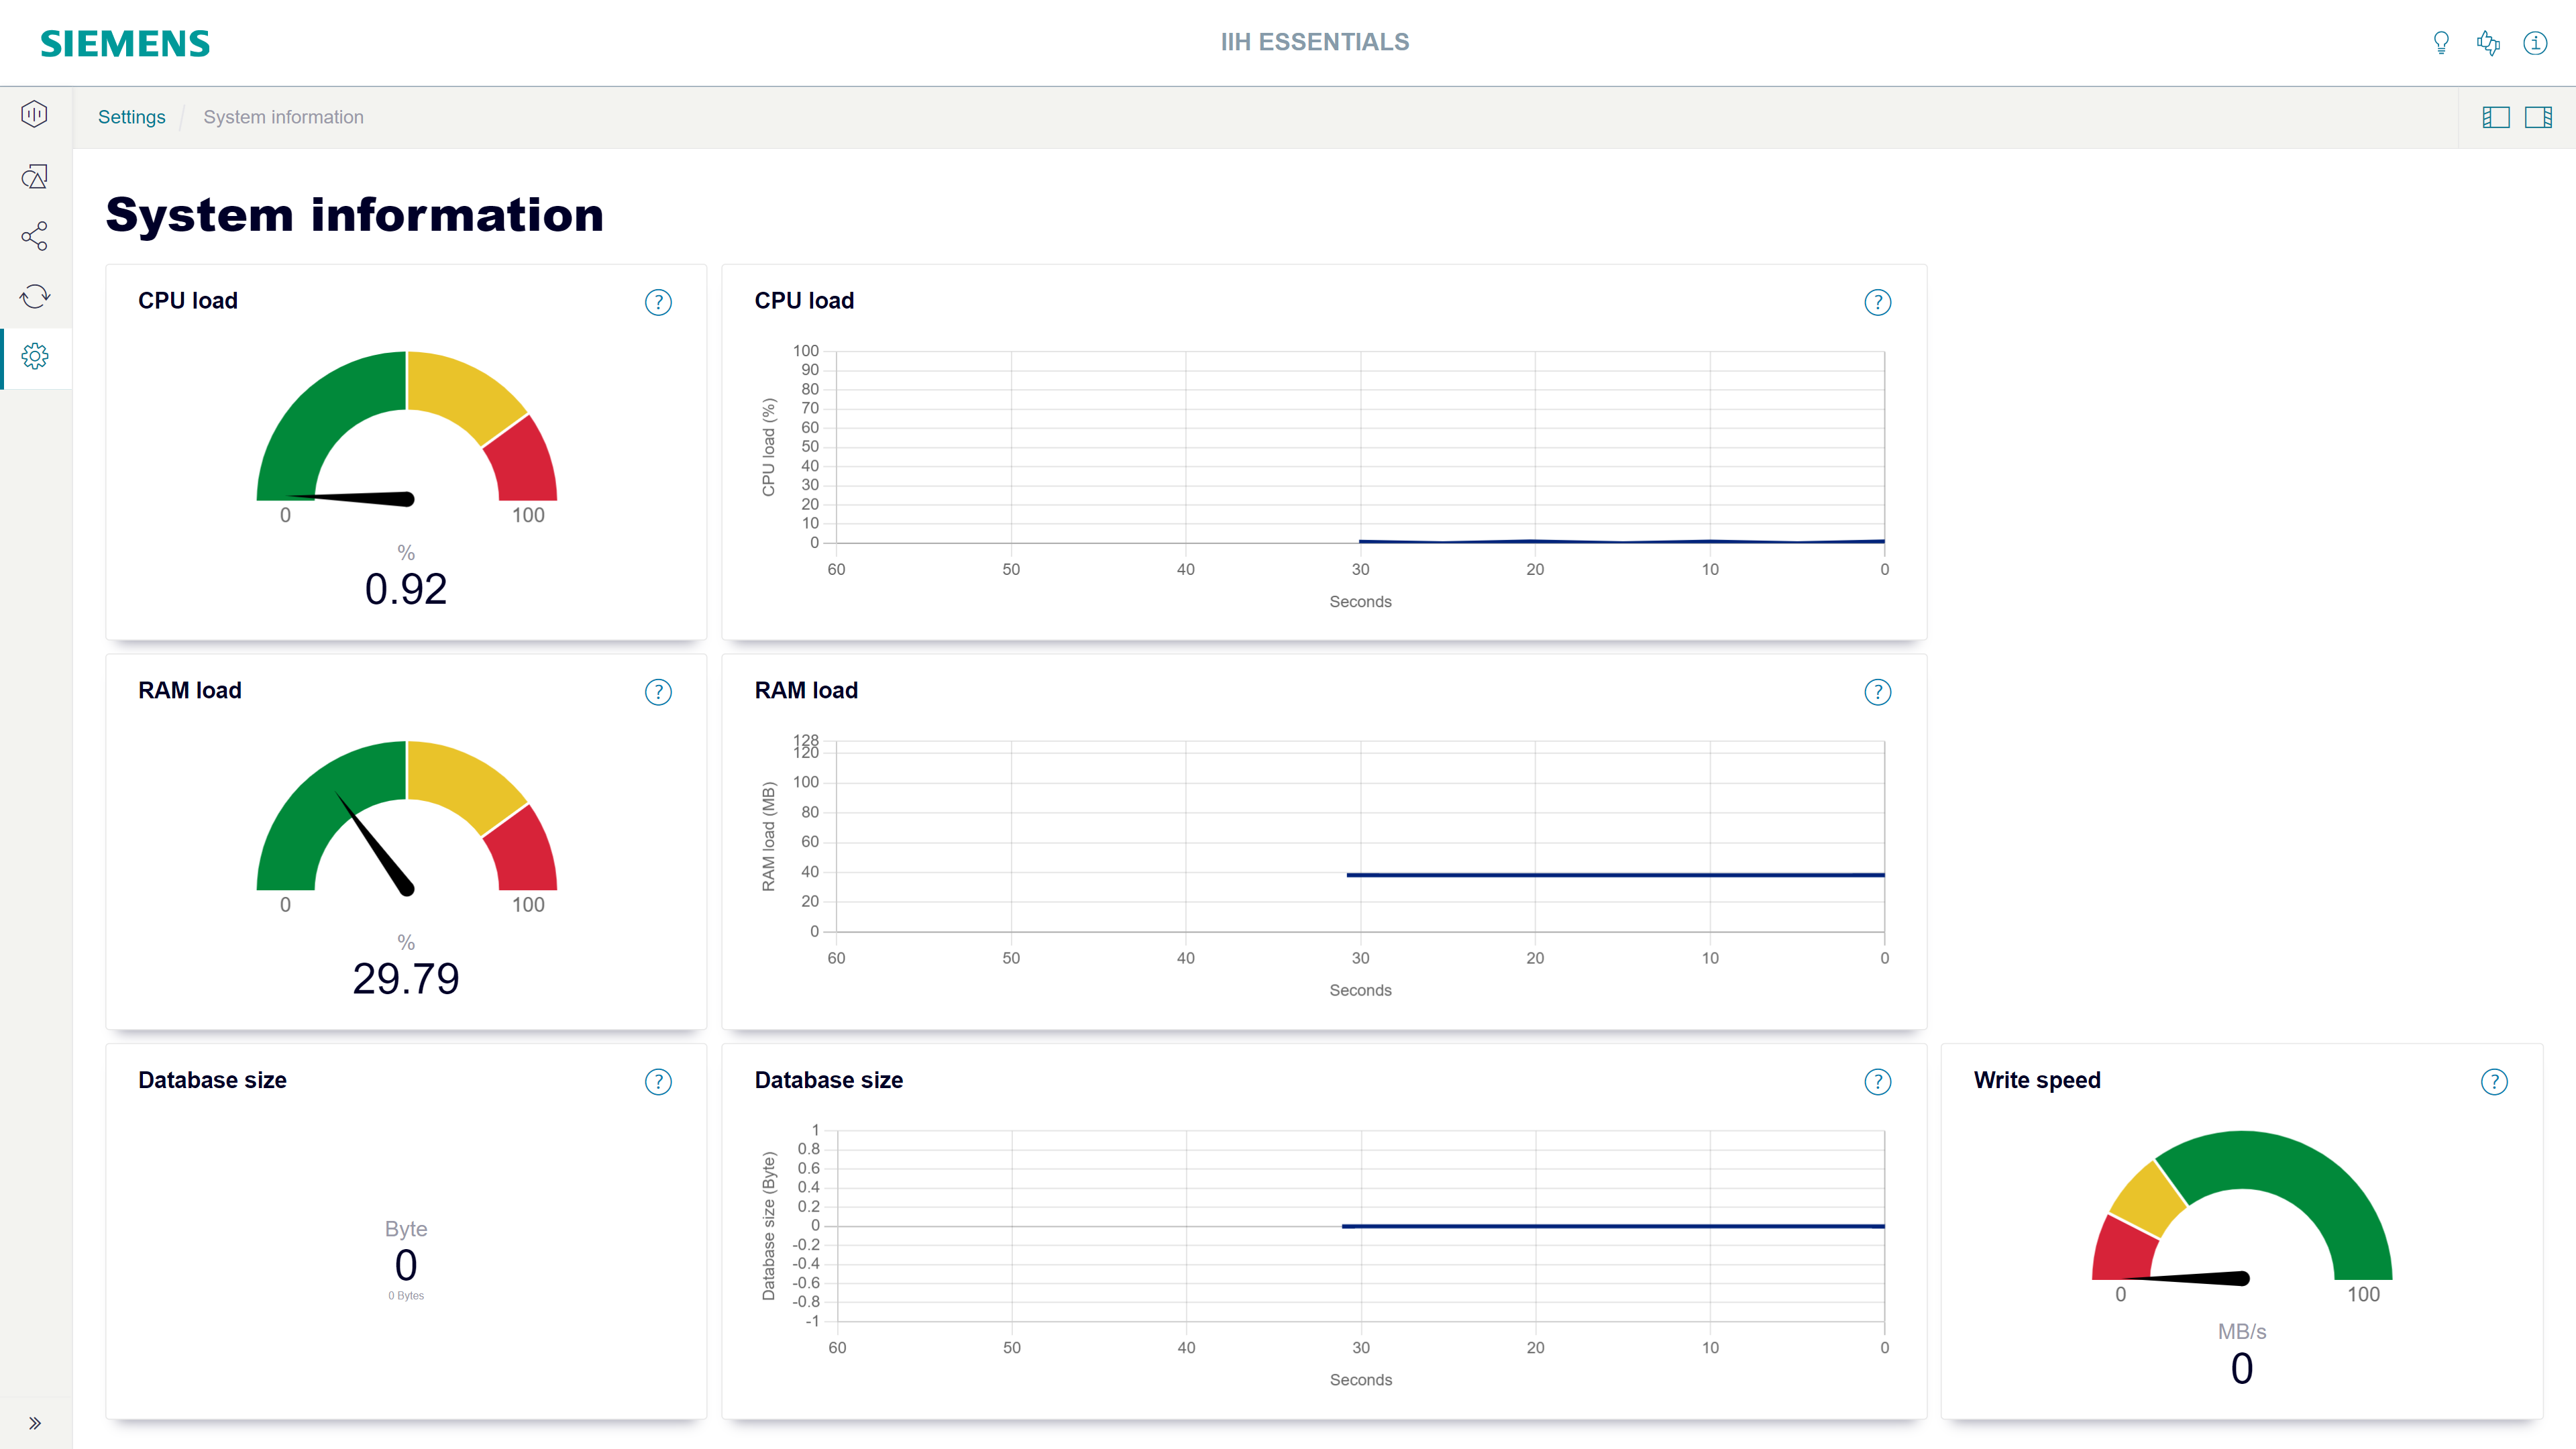 SIEMENS
IIH ESSENTIALS
Settings
System information
System information
CPU load
?
0
100
%
0.92
CPU load
?
CPU load (%)
100
90
80
70
60
50
40
30
20
10
0
60 50 40 30 20 10 0
Seconds
RAM load
?
0
100
%
29.79
RAM load
?
RAM load (MB)
128
120
100
80
60
40
20
0
60 50 40 30 20 10 0
Seconds
Database size
?
Byte
0
0 Bytes
Database size
?
Database size (Byte)
1
0.8
0.6
0.4
0.2
0
-0.2
-0.4
-0.6
-0.8
-1
60 50 40 30 20 10 0
Seconds
Write speed
?
0
100
MB/s
0